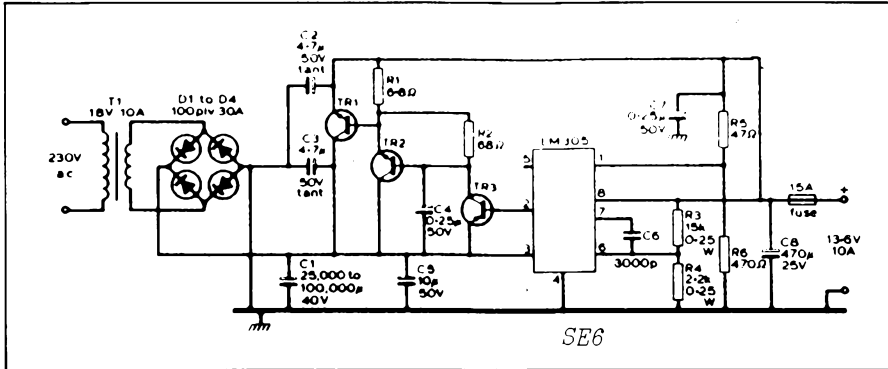 T1
18V 10A
230V
a.c
D1 to D4
100piv 30A
C2
4·7μ
50V
tant
C3
4·7μ
50V
tant
TR1
R1
6·8Ω
TR2
R2
68Ω
TR3
C4
0·25μ
50V
C1
25,000 to
100,000μ
40V
C5
10μ
50V
LM305
5
2
3
4
1
8
7
6
C6
3000p
C7
0·25μ
50V
R5
47Ω
R3
15k
0·25
W
R4
2·2k
0·25
W
R6
470Ω
C8
470μ
25V
15A
fuse
+
13·6V
10A
SE6